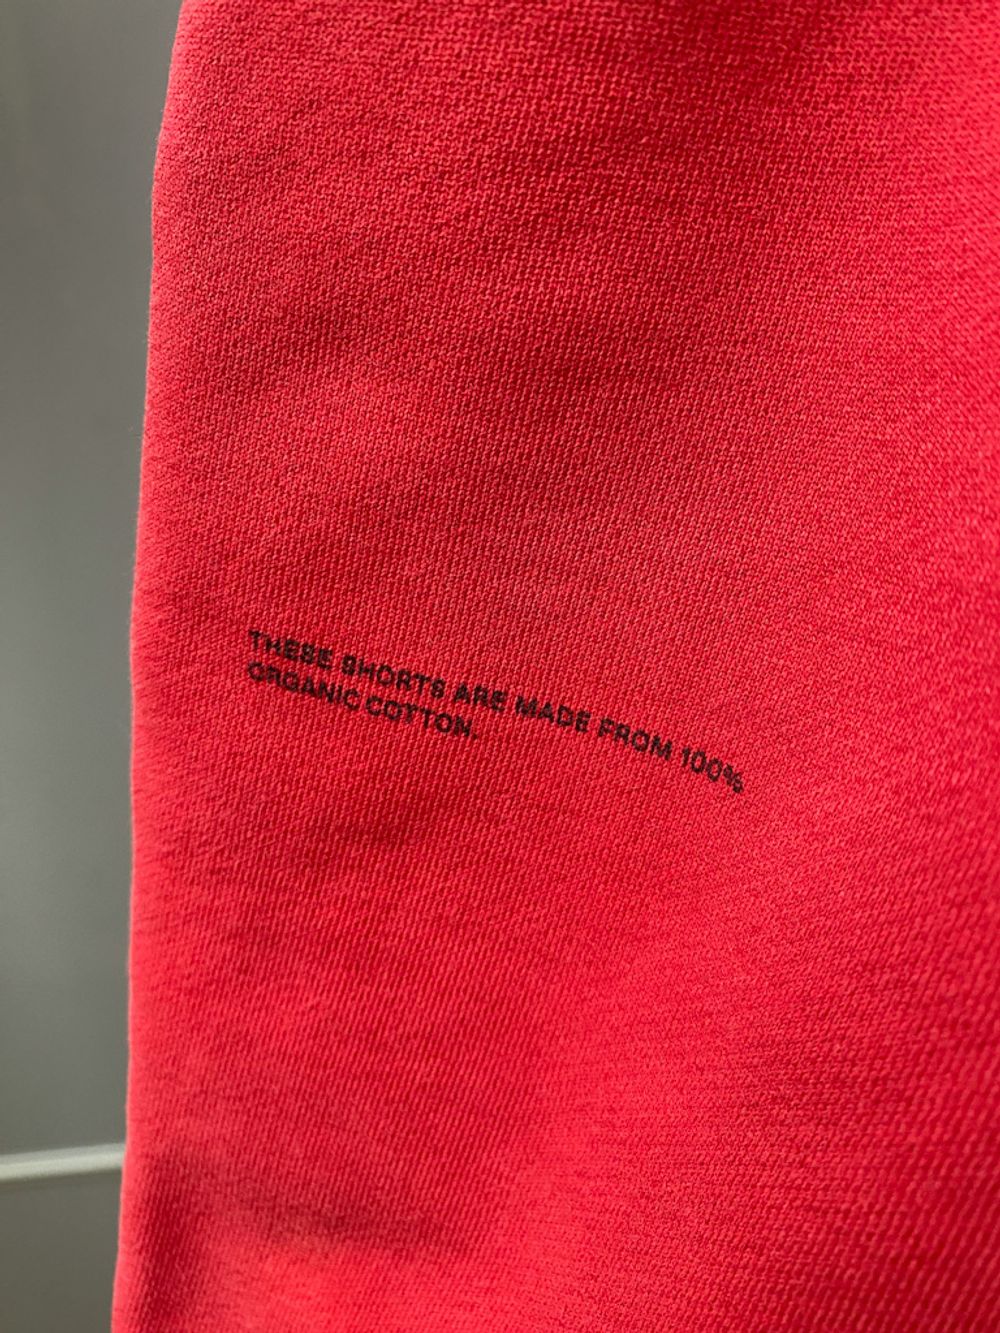 THESE SHORTS ARE MADE FROM 100%
ORGANIC COTTON.